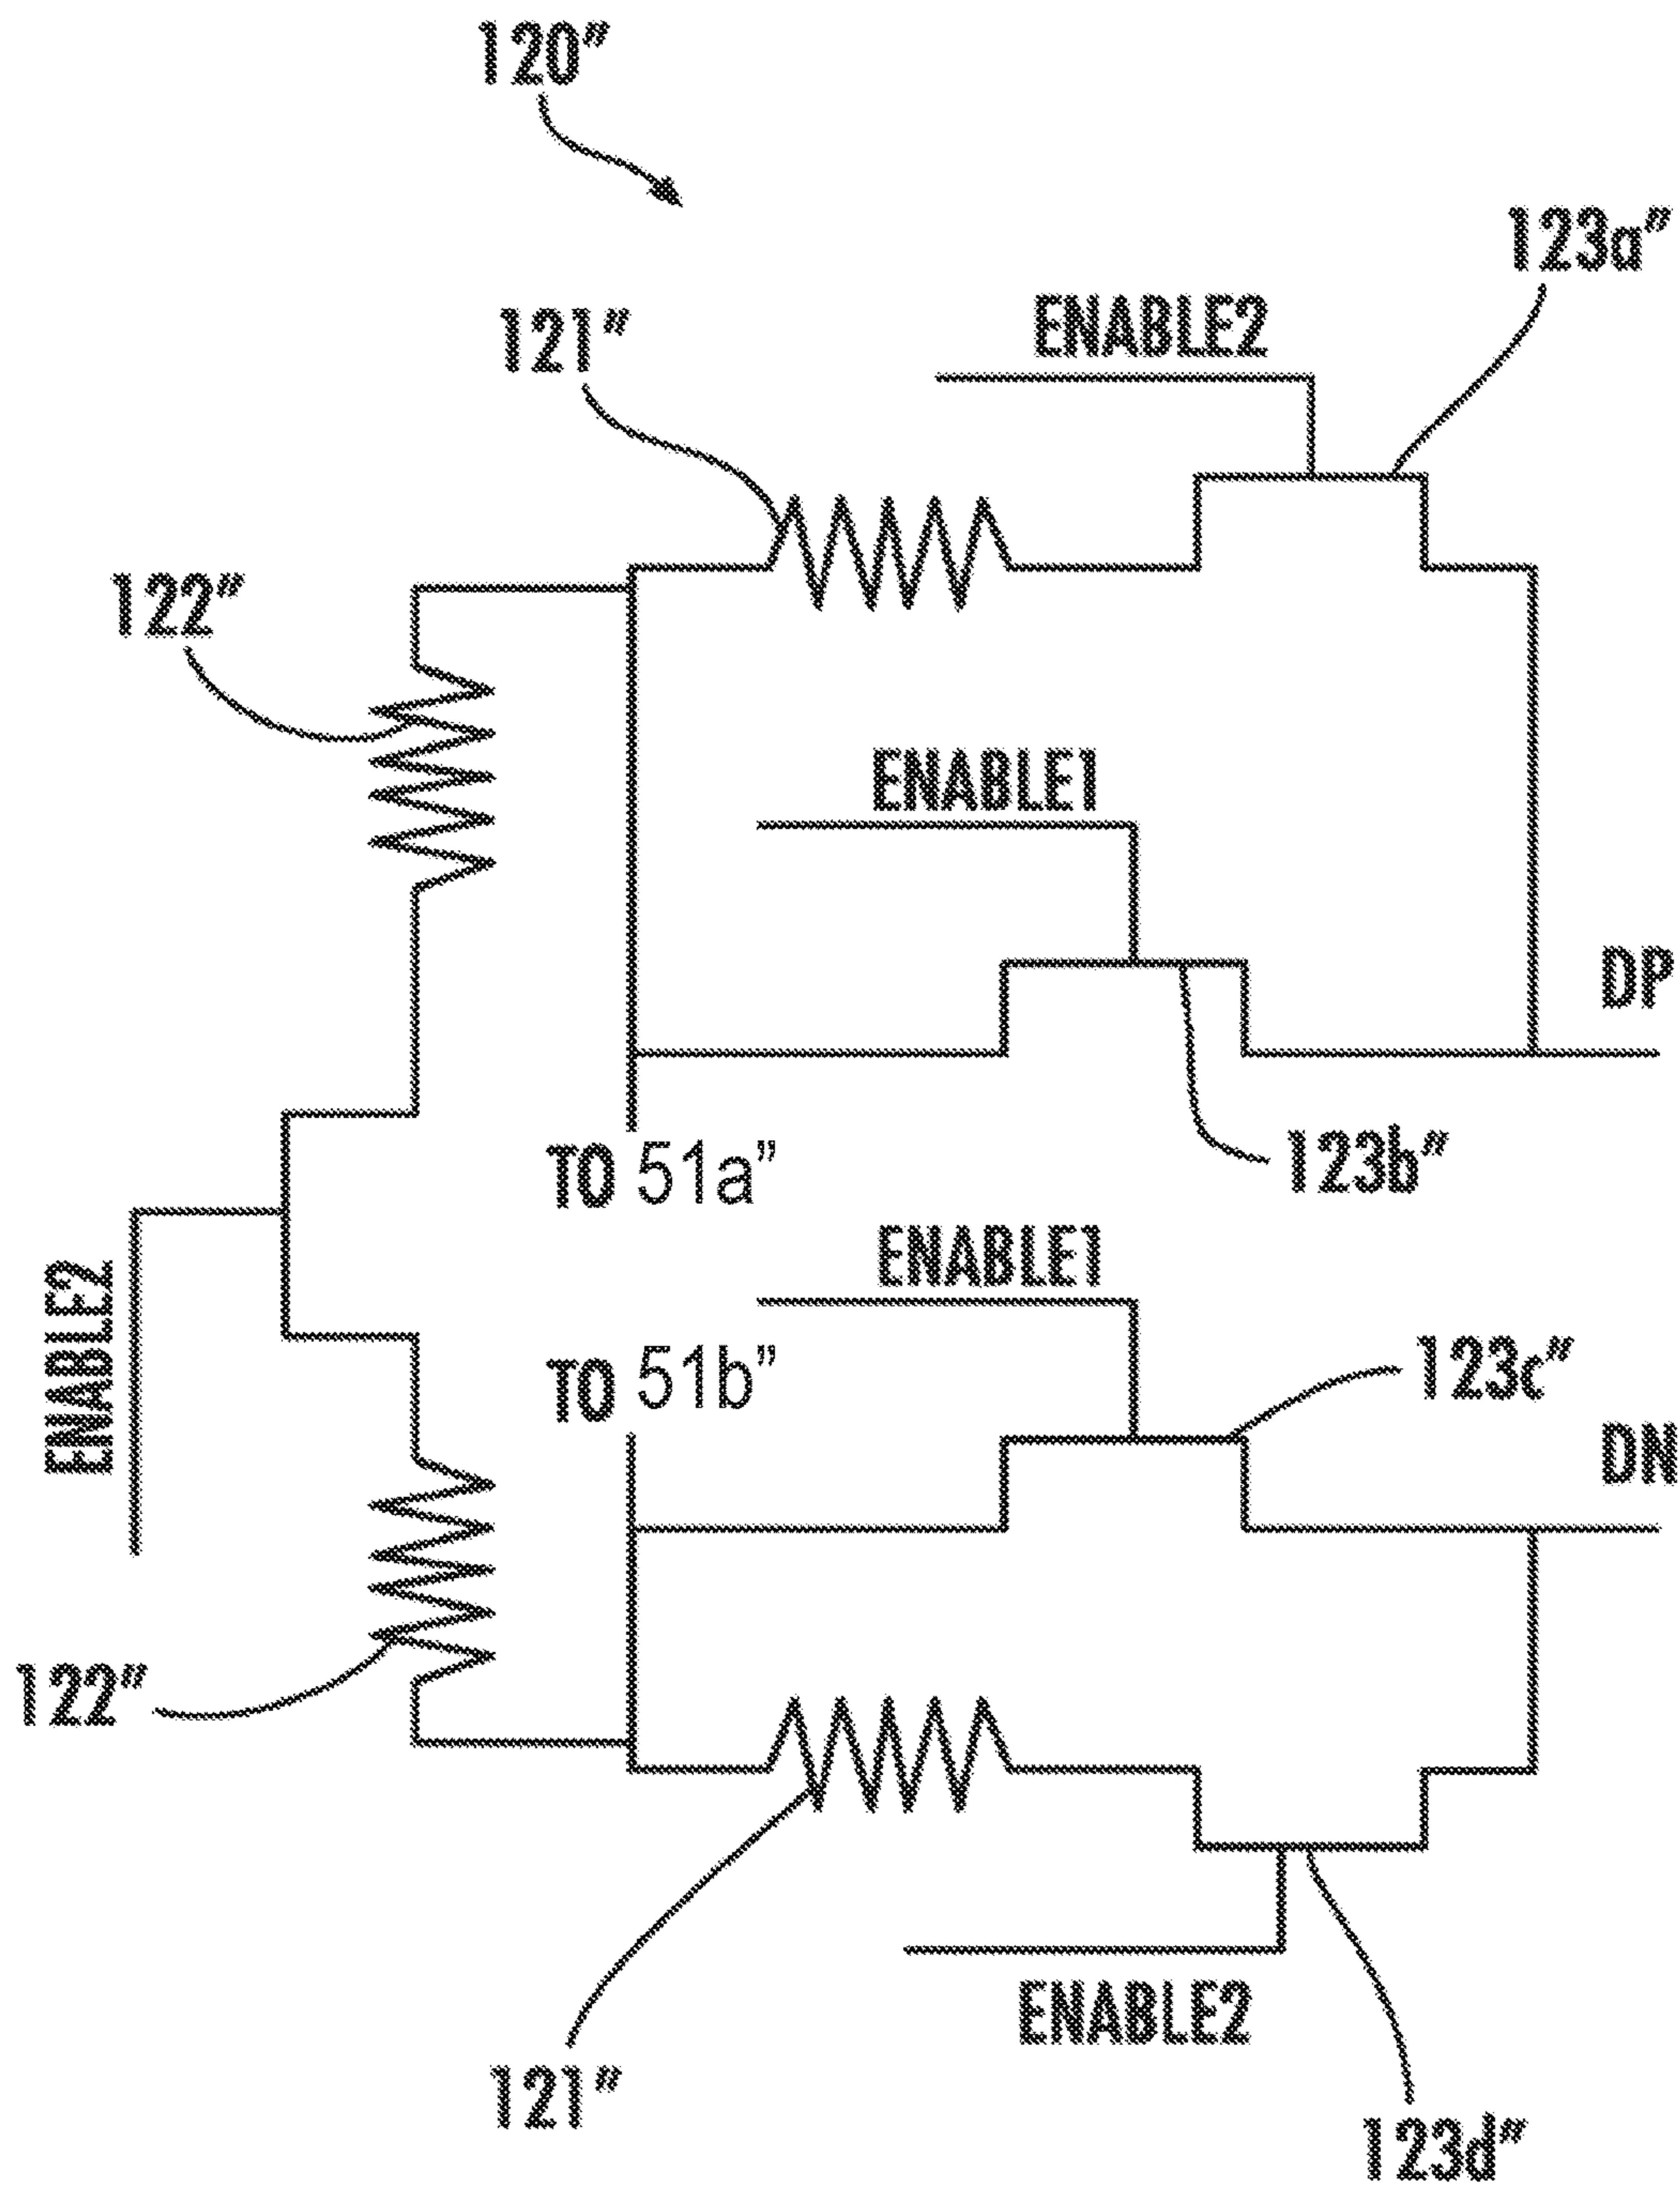 120"
123a"
ENABLE2
121"
122"
ENABLE1
DP
TO 51a”
123b"
ENABLE1
ENABLE2
TO 51b”
123c"
DN
122"
ENABLE2
121"
123d"